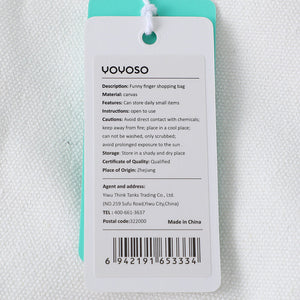 YOYOSO
Description: Funny finger shopping bag
Material: canvas
Features: Can store daily small items
Instructions: open to use
Cautions: Avoid direct contact with chemicals;
keep away from fire; place in a cool place;
can not be washed, only soaked;
avoid prolonged exposure to the sun
Storage: Store in a shady and dry place
Certificate of Quality: Qualified
Place of Origin: Zhejiang
Agent and address:
Yiwu Think Tanks Trading Co., Ltd.
(NO.259 Sufu Road,Yiwu City,China)
TEL: 400-661-3637
Postal code:322000 Made in China
6 942191 653334